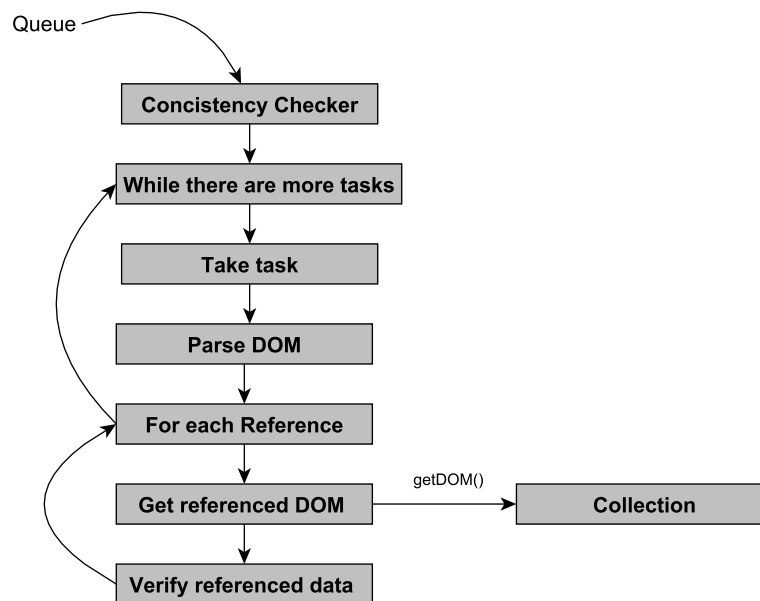 Queue
Concistency Checker
While there are more tasks
Take task
Parse DOM
For each Reference
Get referenced DOM
getDOM()
Collection
Verify referenced data